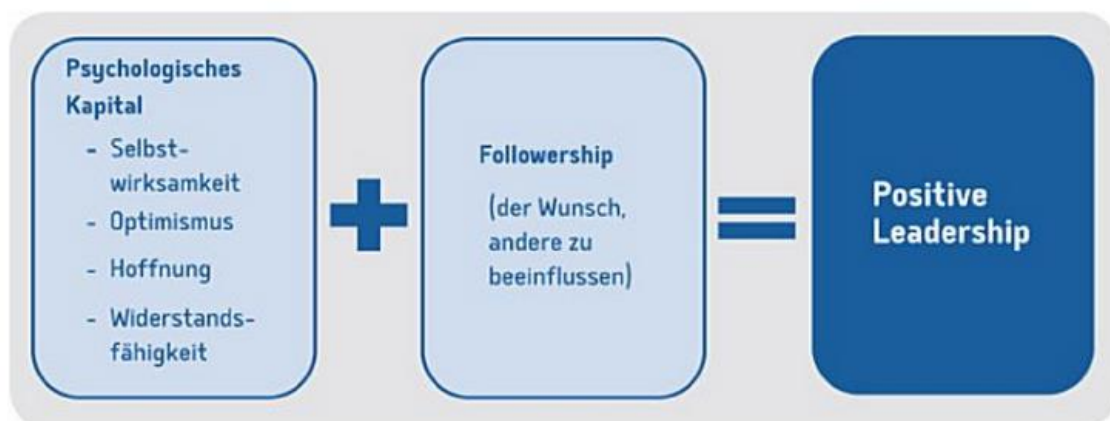 Psychologisches
Kapital
- Selbst-
wirksamkeit
- Optimismus
- Hoffnung
- Widerstands-
fähigkeit
Followership
(der Wunsch,
andere zu
beeinflussen)
Positive
Leadership